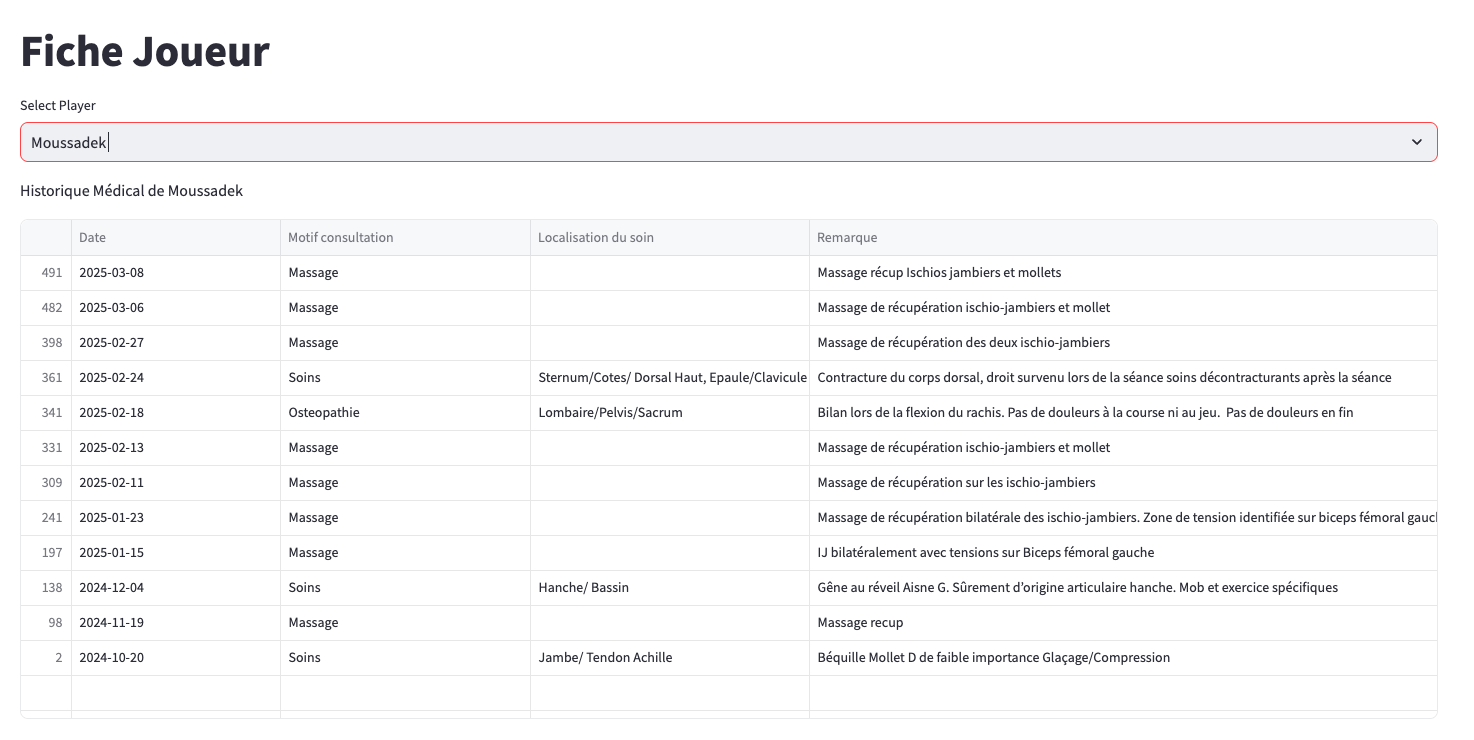 Fiche Joueur
Select Player
Moussadek
Historique Médical de Moussadek
Date Motif consultation Localisation du soin Remarque
491 2025-03-08 Massage Massage récup Ischios jambiers et mollets
482 2025-03-06 Massage Massage de récupération ischio-jambiers et mollet
398 2025-02-27 Massage Massage de récupération des deux ischio-jambiers
361 2025-02-24 Soins Sternum/Cotes/ Dorsal Haut, Epaule/Clavicule Contracture du corps dorsal, droit survenu lors de la séance soins décontracturants après la séance
341 2025-02-18 Osteopathie Lombaire/Pelvis/Sacrum Bilan lors de la flexion du rachis. Pas de douleurs à la course ni au jeu.  Pas de douleurs en fin
331 2025-02-13 Massage Massage de récupération ischio-jambiers et mollet
309 2025-02-11 Massage Massage de récupération sur les ischio-jambiers
241 2025-01-23 Massage Massage de récupération bilatérale des ischio-jambiers. Zone de tension identifiée sur biceps fémoral
197 2025-01-15 Massage IJ bilatéralement avec tensions sur Biceps fémoral gauche
138 2024-12-04 Soins Hanche/ Bassin Gêne au réveil Aisne G. Sûrement d’origine articulaire hanche. Mob et exercice spécifiques
98 2024-11-19 Massage Massage recup
2 2024-10-20 Soins Jambe/ Tendon Achille Béquille Mollet D de faible importance Glaçage/Compression